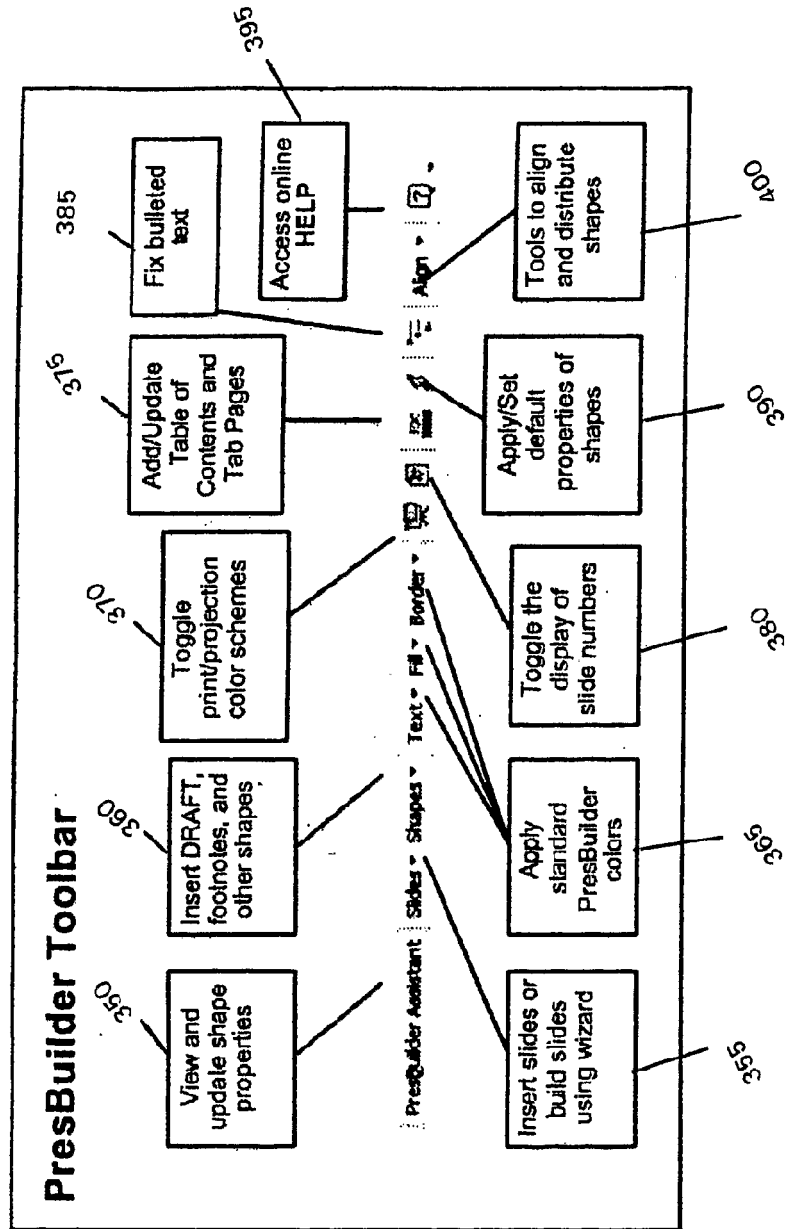 PresBuilder Toolbar
350
View and
update shape
properties
360
Insert DRAFT,
footnotes, and
other shapes
370
Toggle
print/projection
color schemes
375
Add/Update
Table of
Contents and
Tab Pages
385
Fix bulleted
text
395
Access online
HELP
PresBuilder Assistant Slides Shapes Text Fill Border Align ?
Insert slides or
build slides
using wizard
355
Apply
standard
PresBuilder
colors
365
Toggle the
display of
slide numbers
380
Apply/Set
default
properties of
shapes
390
Tools to align
and distribute
shapes
400